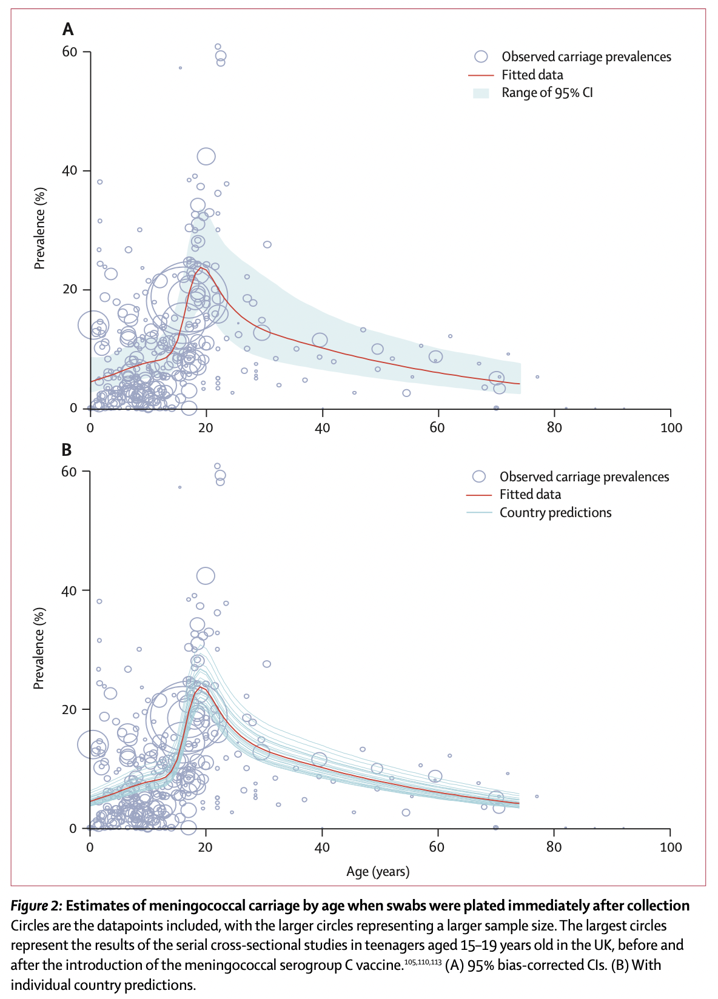 A
60
40
20
0
Prevalence (%)
Observed carriage prevalences
Fitted data
Range of 95% CI
0 20 40 60 80 100
B
60
40
20
0
Prevalence (%)
Observed carriage prevalences
Fitted data
Country predictions
0 20 40 60 80 100
Age (years)
Figure 2: Estimates of meningococcal carriage by age when swabs were plated immediately after collection
Circles are the datapoints included, with the larger circles representing a larger sample size. The largest circles
represent the results of the serial cross-sectional studies in teenagers aged 15–19 years old in the UK, before and
after the introduction of the meningococcal serogroup C vaccine.105,110,113 (A) 95% bias-corrected CIs. (B) With
individual country predictions.